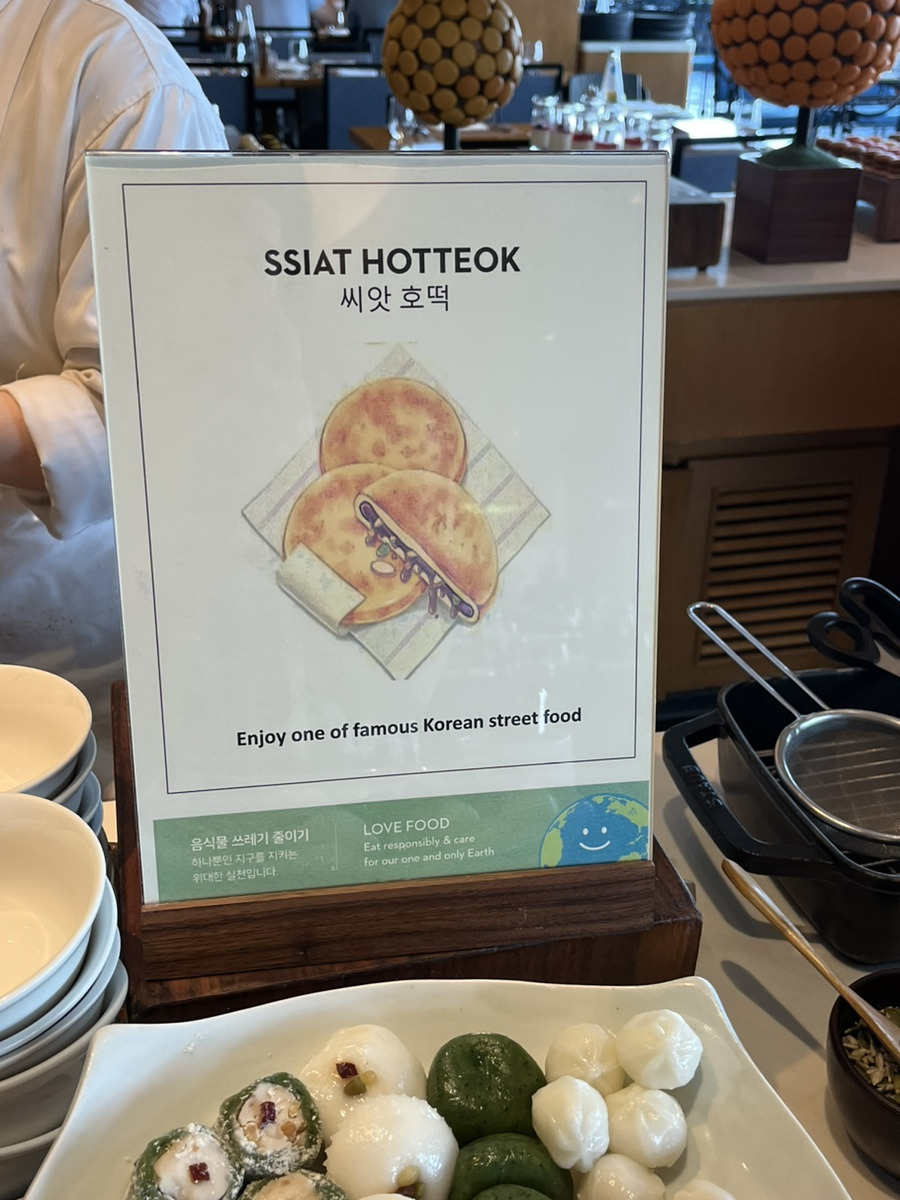 SSIAT HOTTEOK
씨앗 호떡
Enjoy one of famous Korean street food
음식물 쓰레기 줄이기
하나뿐인 지구를 지키는
위대한 실천입니다.
LOVE FOOD
Eat responsibly & care
for our one and only Earth